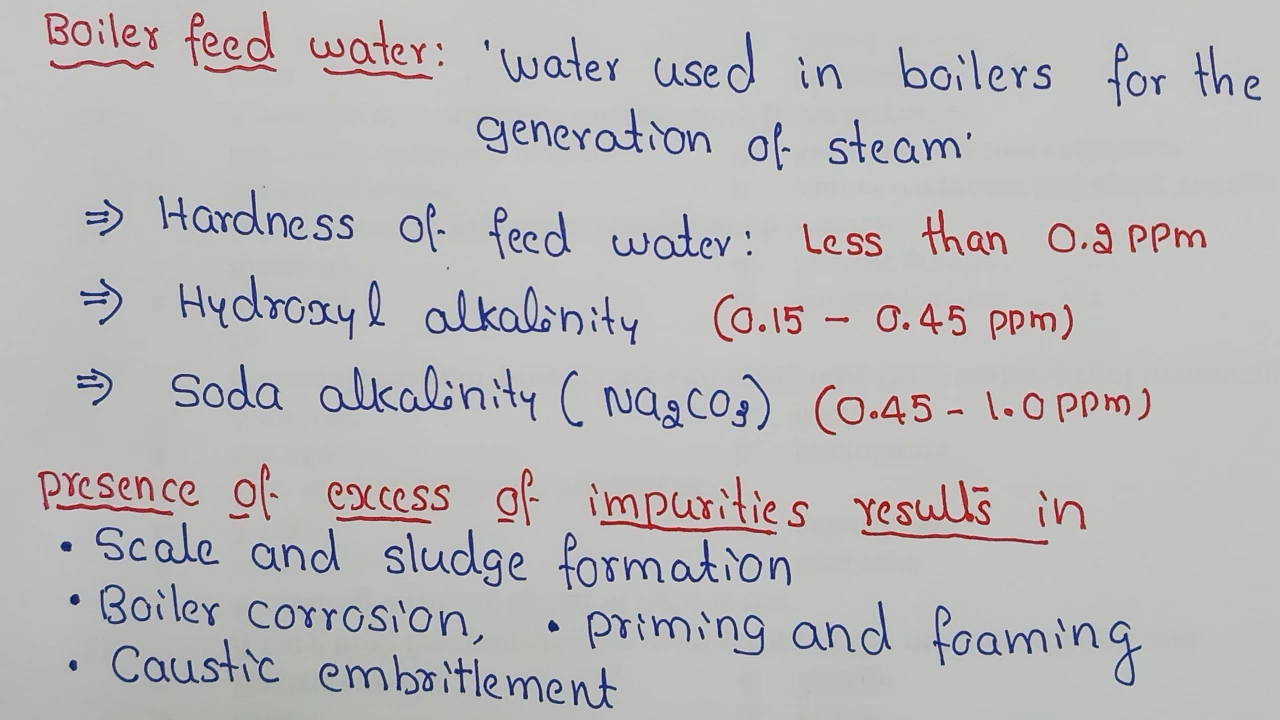 Boiler feed water: 'water used in boilers for the
generation of steam'
⇒ Hardness of feed water: Less than 0.2 PPm
⇒ Hydroxyl alkalinity (0.15 - 0.45 ppm)
⇒ Soda alkalinity (Na₂CO₃) (0.45 - 1.0 PPm)
presence of excess of impurities results in
• Scale and sludge formation
• Boiler corrosion, • priming and foaming
• Caustic embritlement